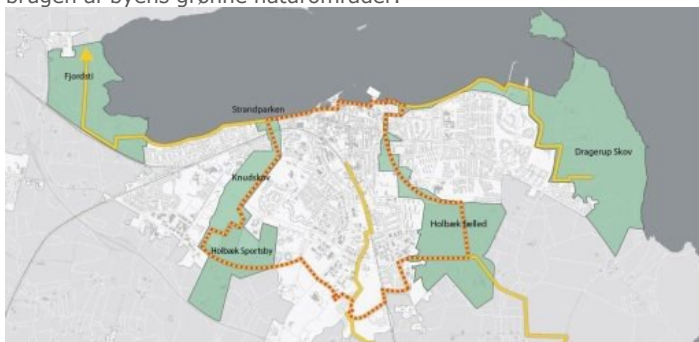 brugen af byens grønne naturområder.
Fjordsti
Strandparken
Dragerup Skov
Knudskov
Holbæk Fælled
Holbæk Sportsby